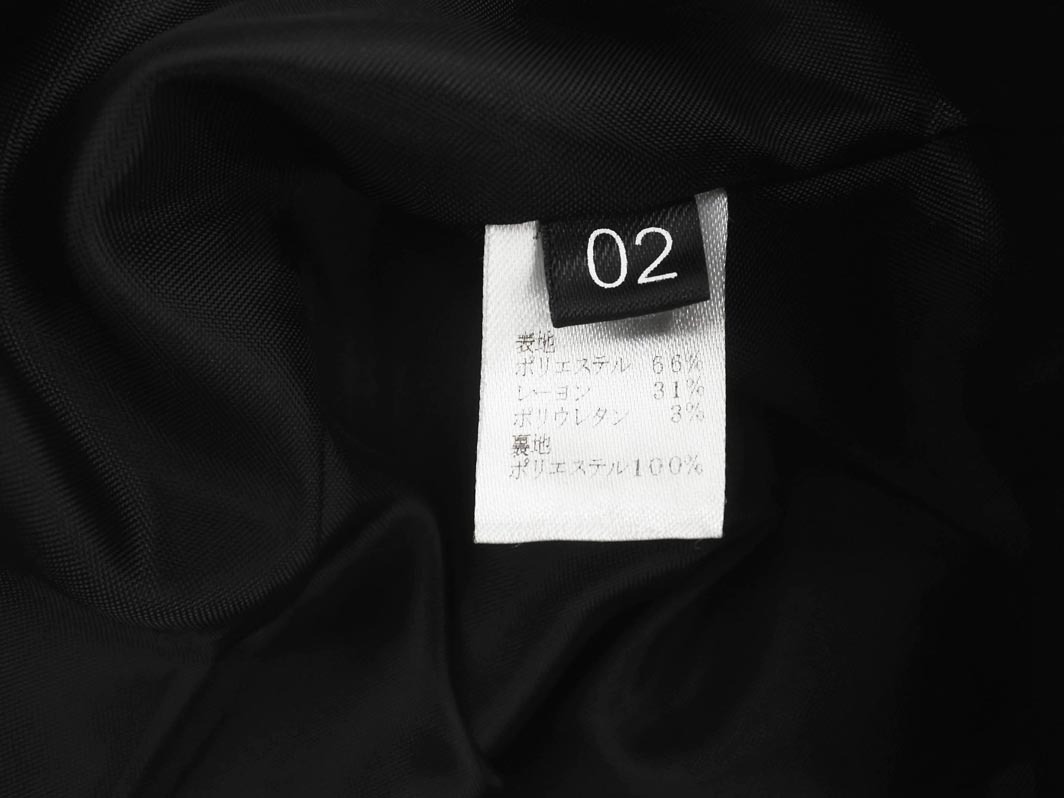 02
表地
ポリエステル 66%
レーヨン 31%
ポリウレタン 3%
裏地
ポリエステル100%